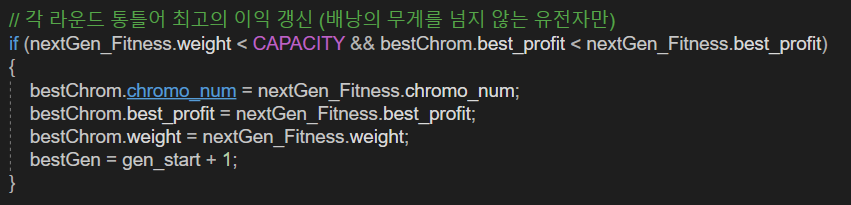 // 각 라운드 통틀어 최고의 이익 갱신 (배낭의 무게를 넘지 않는 유전자만)
if (nextGen_Fitness.weight < CAPACITY && bestChrom.best_profit < nextGen_Fitness.best_profit)
{
bestChrom.chromo_num = nextGen_Fitness.chromo_num;
bestChrom.best_profit = nextGen_Fitness.best_profit;
bestChrom.weight = nextGen_Fitness.weight;
bestGen = gen_start + 1;
}